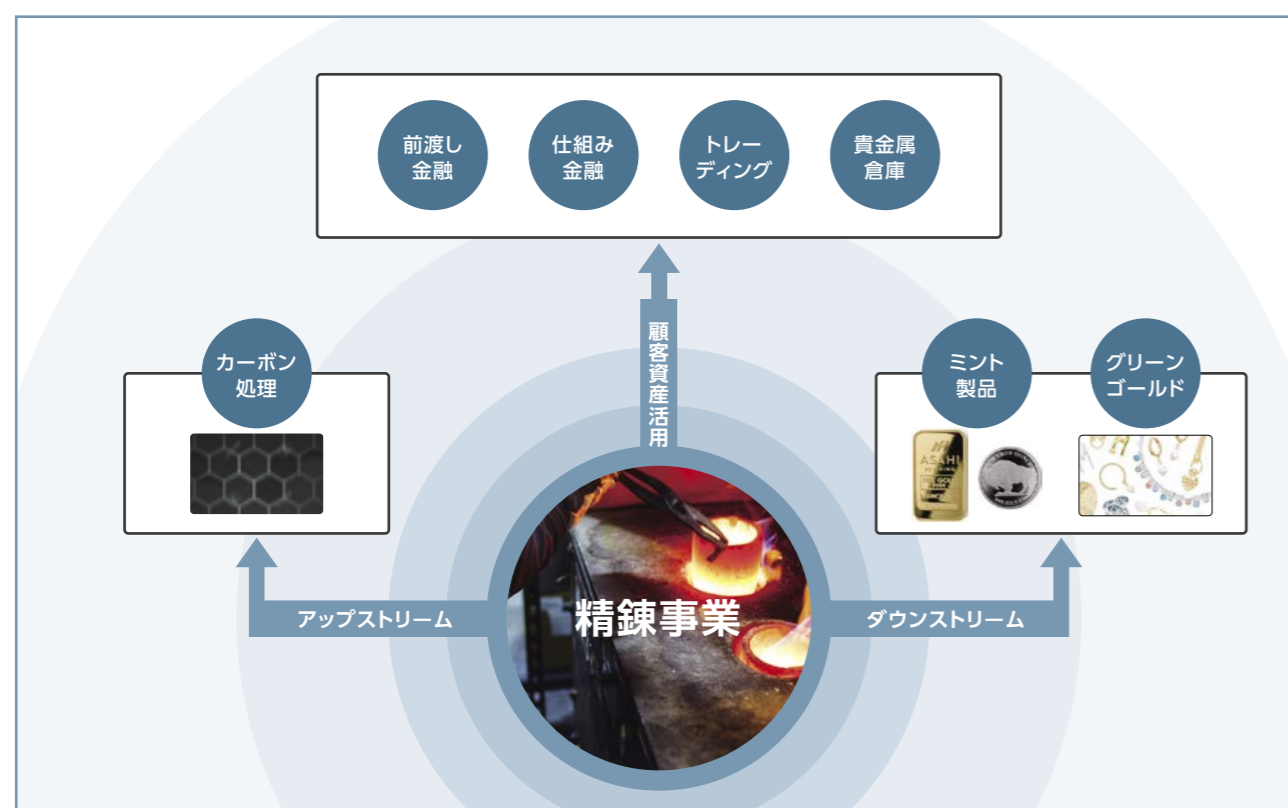 前渡し
金融
仕組み
金融
トレー
ディング
貴金属
倉庫
顧客資産活用
カーボン
処理
ミント
製品
グリーン
ゴールド
ASAHI
アップストリーム
精錬事業
ダウンストリーム